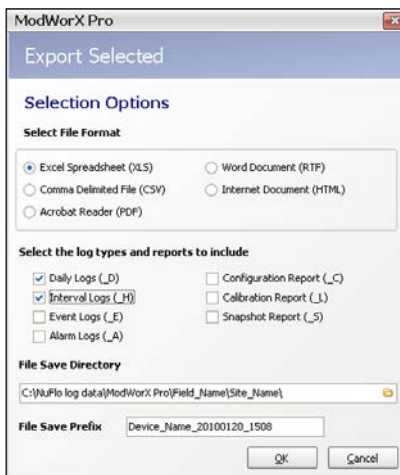 ModWorX Pro
Export Selected
Selection Options
Select File Format
Excel Spreadsheet (XLS) Word Document (RTF)
Comma Delimited File (CSV) Internet Document (HTML)
Acrobat Reader (PDF)
Select the log types and reports to include
Daily Logs (_D) Configuration Report (_C)
Interval Logs (_H) Calibration Report (_L)
Event Logs (_E) Snapshot Report (_S)
Alarm Logs (_A)
File Save Directory
C:\NuFlo log data\ModWorX Pro\Field_Name\Site_Name\
File Save Prefix Device_Name_20100120_1508
OK Cancel